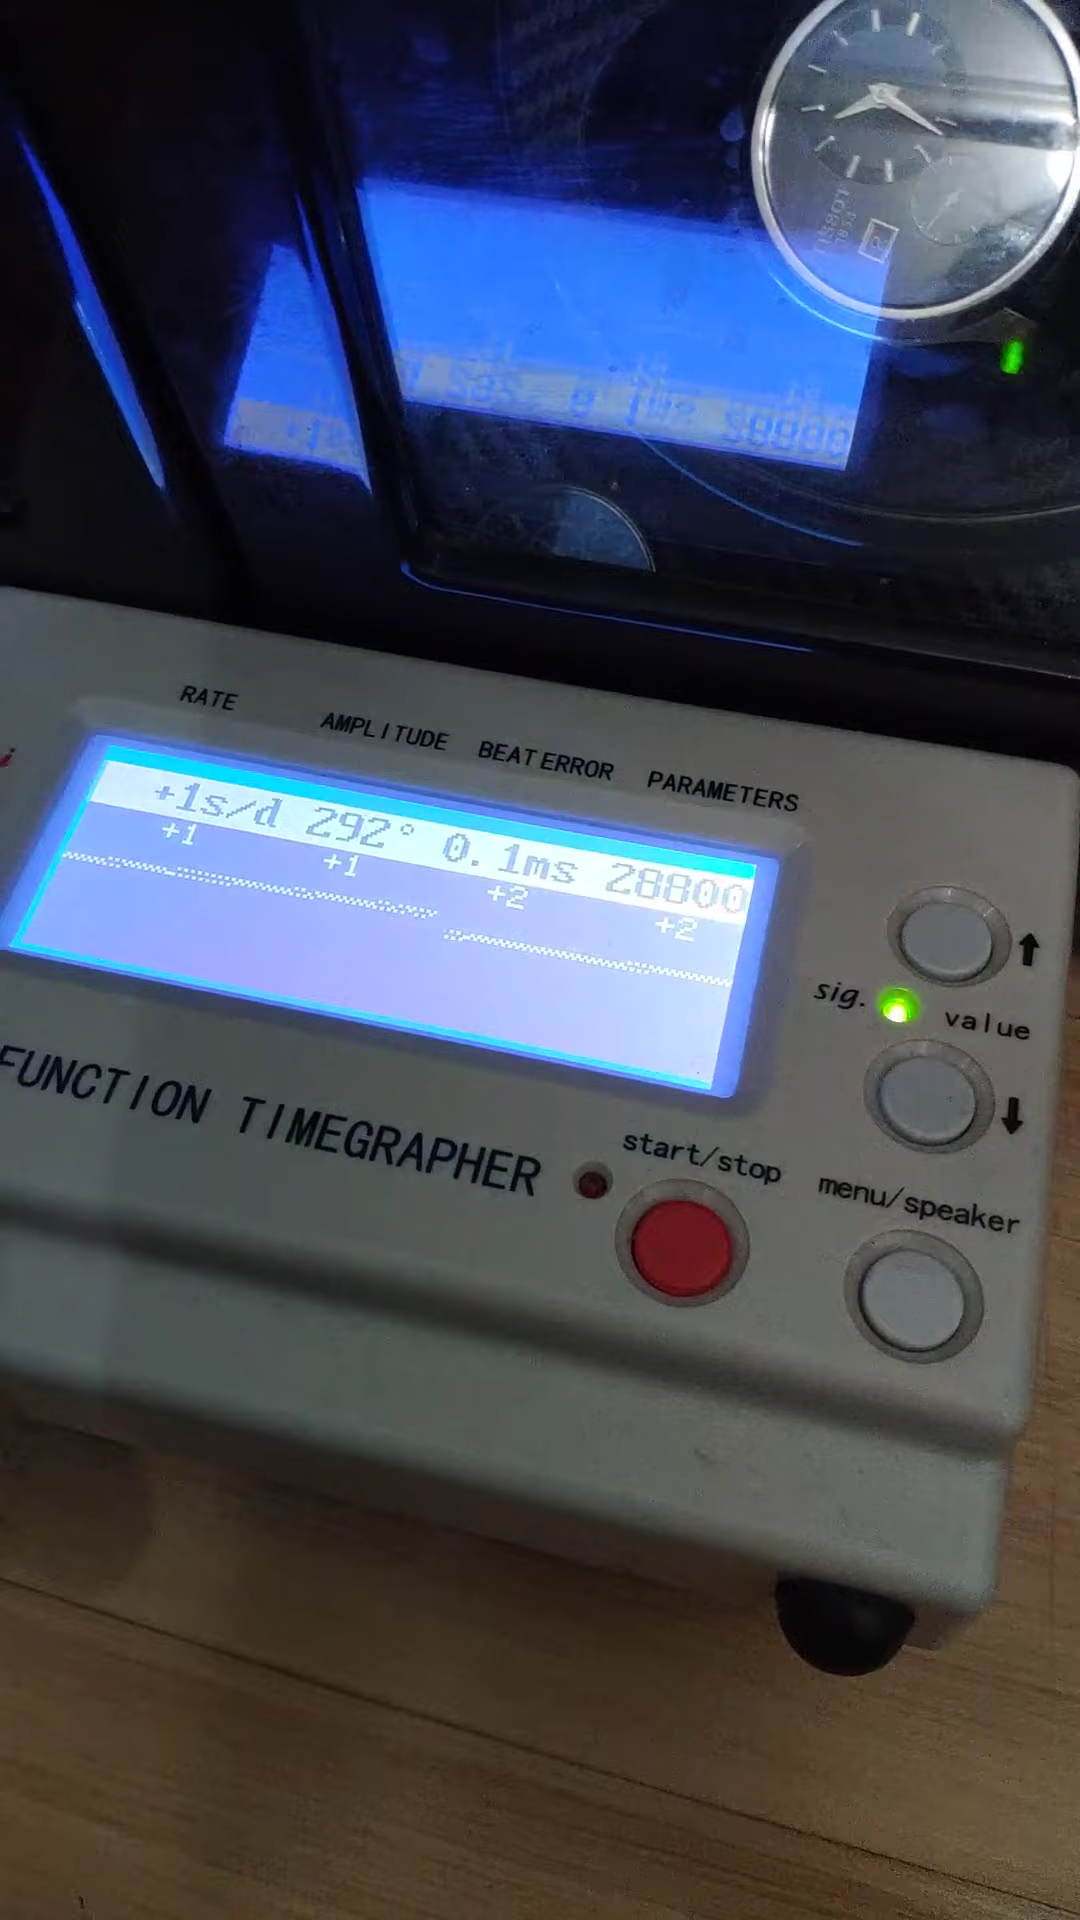 TISSOT
1853
RATE AMPLITUDE BEAT ERROR PARAMETERS
+1s/d 292° 0.1ms 28800
+1 +1 +2 +2
sig. value
FUNCTION TIMEGRAPHER
start/stop
menu/speaker